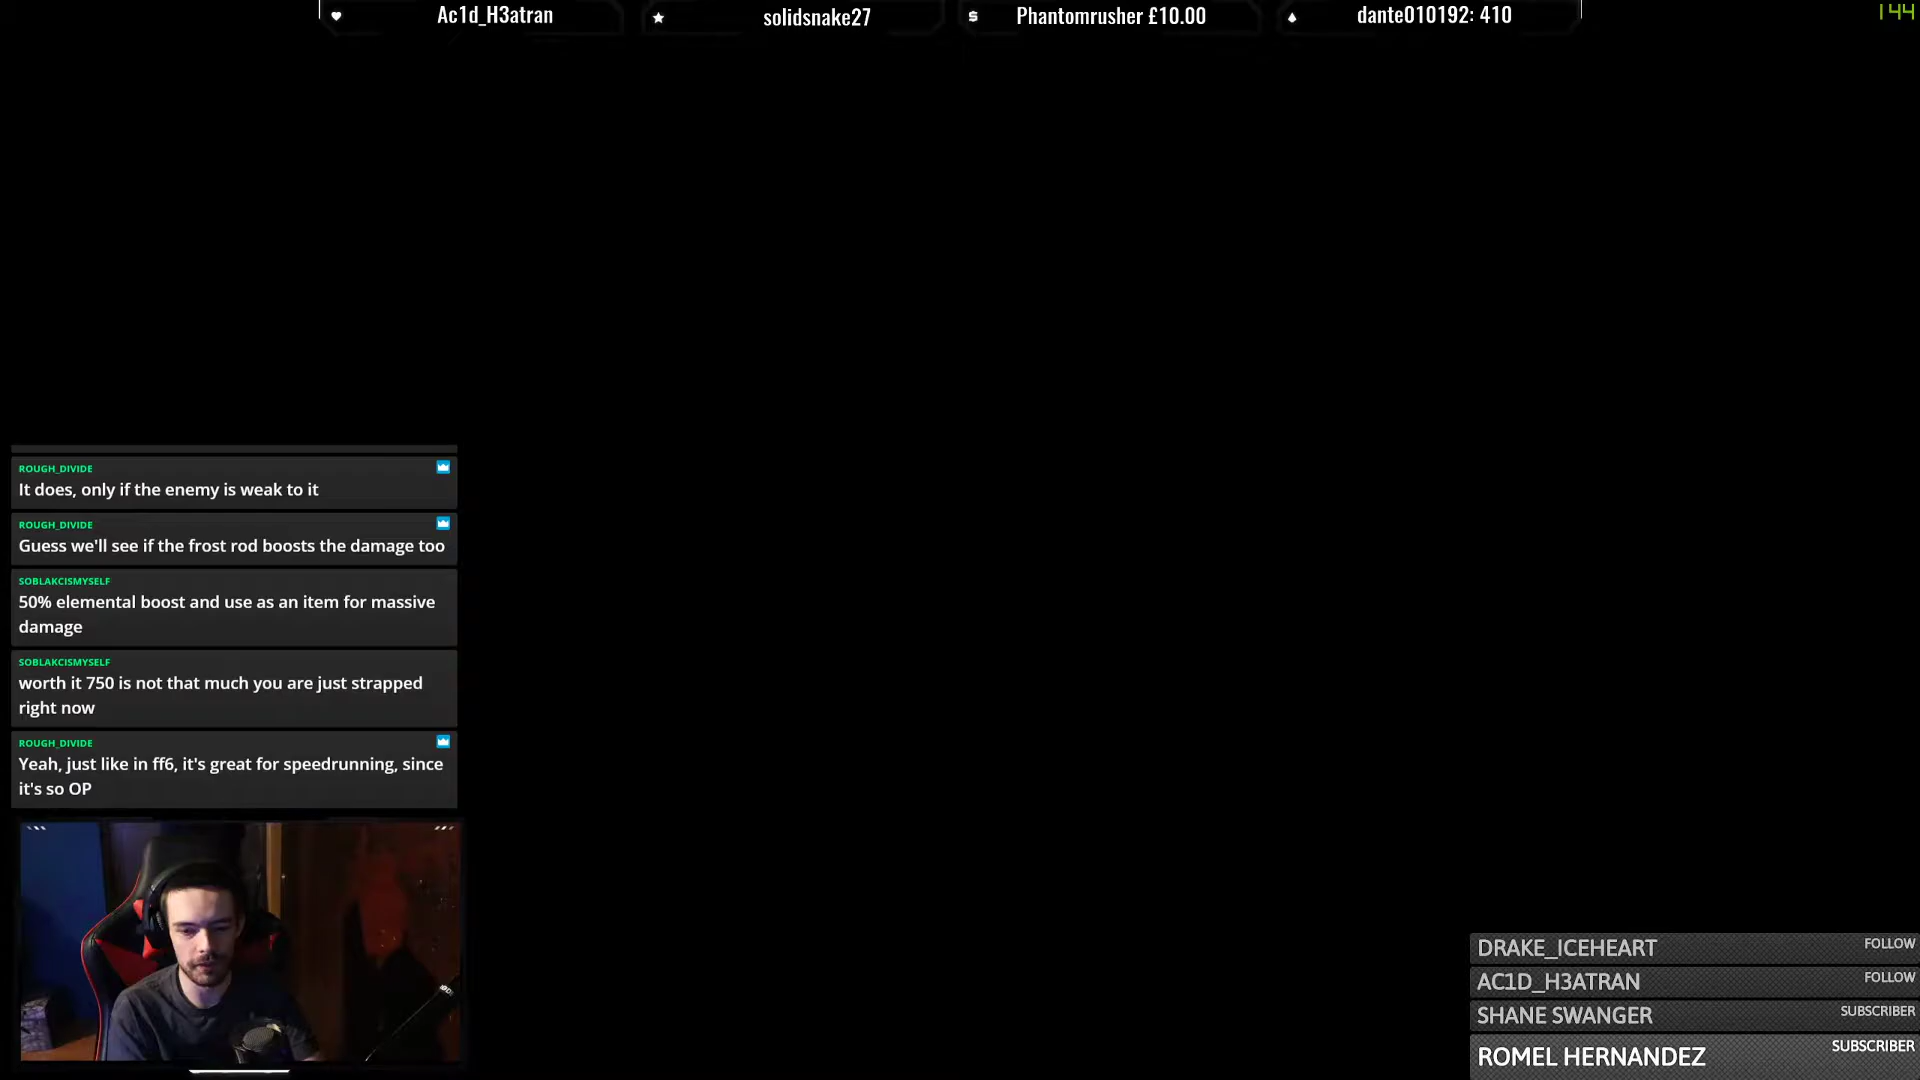 Ac1d_H3atran
solidsnake27
Phantomrusher £10.00
dante010192: 410
144
ROUGH_DIVIDE
It does, only if the enemy is weak to it
ROUGH_DIVIDE
Guess we'll see if the frost rod boosts the damage too
SOBLAKCISMYSELF
50% elemental boost and use as an item for massive
damage
SOBLAKCISMYSELF
worth it 750 is not that much you are just strapped
right now
ROUGH_DIVIDE
Yeah, just like in ff6, it's great for speedrunning, since
it's so OP
DRAKE_ICEHEART FOLLOW
AC1D_H3ATRAN FOLLOW
SHANE SWANGER SUBSCRIBER
ROMEL HERNANDEZ SUBSCRIBER